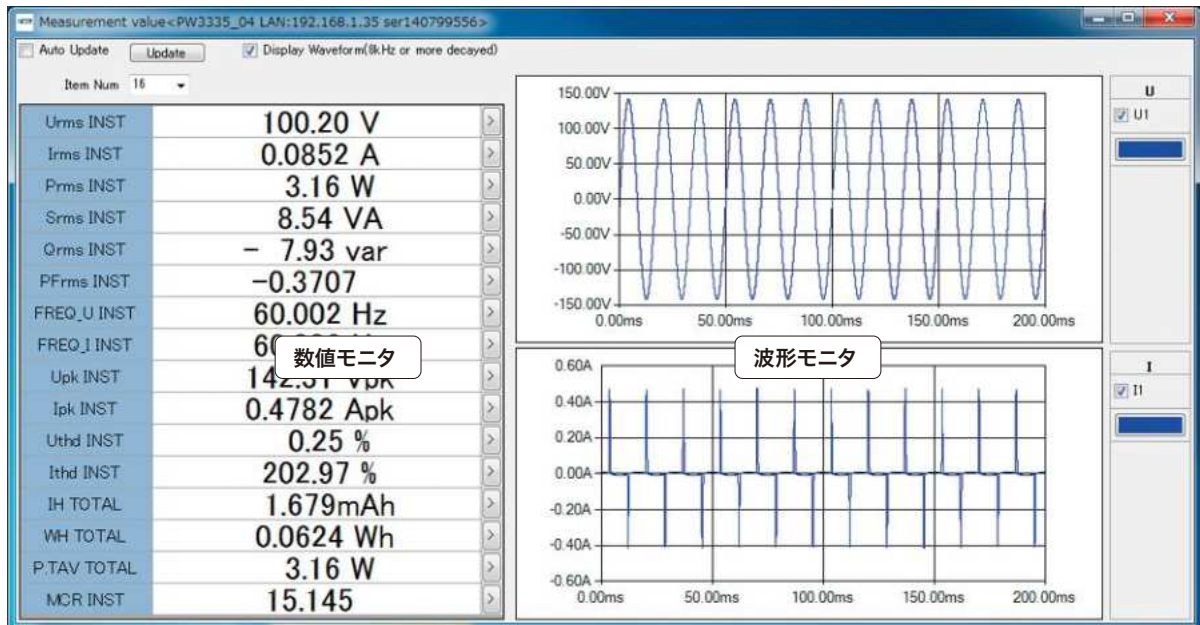 Measurement value<PW3335_04 LAN:192.168.1.35 ser140799556>
Auto Update Update Display Waveform(8kHz or more decayed)
Item Num 16
Urms INST 100.20 V >
Irms INST 0.0852 A >
Prms INST 3.16 W >
Srms INST 8.54 VA >
Qrms INST - 7.93 var >
PFrms INST -0.3707 >
FREQ_U INST 60.002 Hz >
FREQ_I INST >
Upk INST Vpk >
Ipk INST 0.4782 Apk >
Uthd INST 0.25 % >
Ithd INST 202.97 % >
IH TOTAL 1.679mAh >
WH TOTAL 0.0624 Wh >
P.TAV TOTAL 3.16 W >
MCR INST 15.145 >
数値モニタ
150.00V
100.00V
50.00V
0.00V
-50.00V
-100.00V
-150.00V
0.00ms 50.00ms 100.00ms 150.00ms 200.00ms
U
U1
波形モニタ
0.60A
0.40A
0.20A
0.00A
-0.20A
-0.40A
-0.60A
0.00ms 50.00ms 100.00ms 150.00ms 200.00ms
I
I1